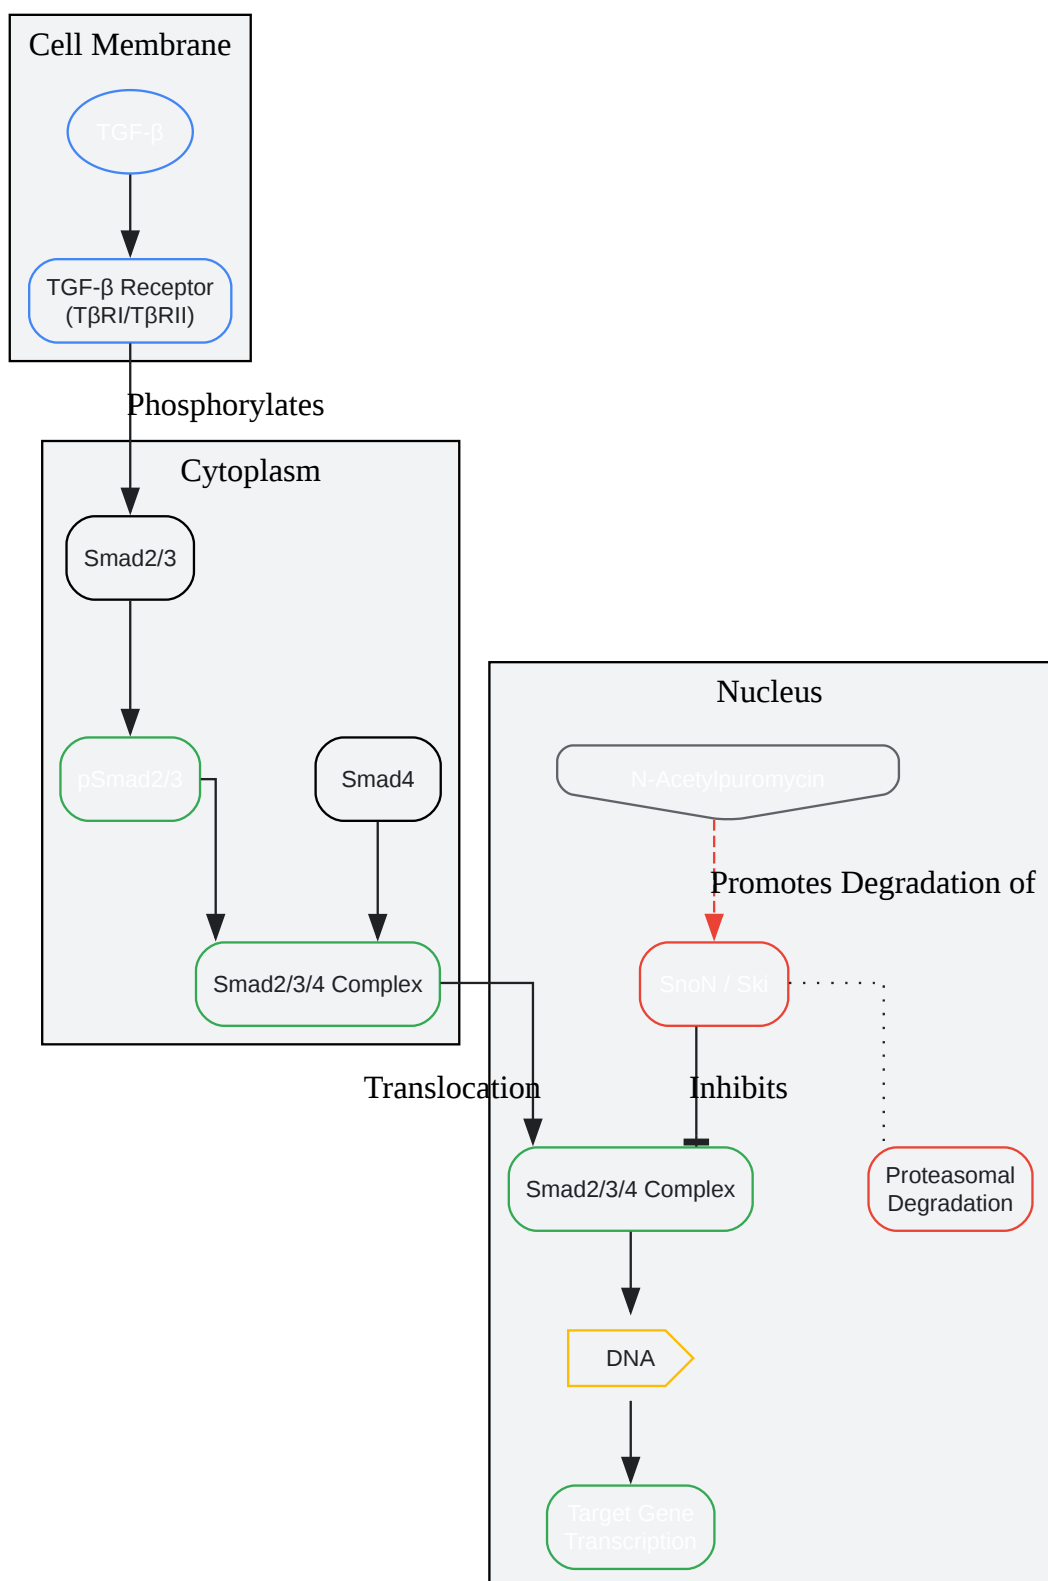 Cell Membrane
TGF-β
TGF-β Receptor
(TβRI/TβRII)
Phosphorylates
Cytoplasm
Smad2/3
pSmad2/3
Smad4
Smad2/3/4 Complex
Translocation
Nucleus
N-Acetylpuromycin
Promotes Degradation of
SnoN / Ski
Inhibits
Smad2/3/4 Complex
Proteasomal
Degradation
DNA
Target Gene
Transcription